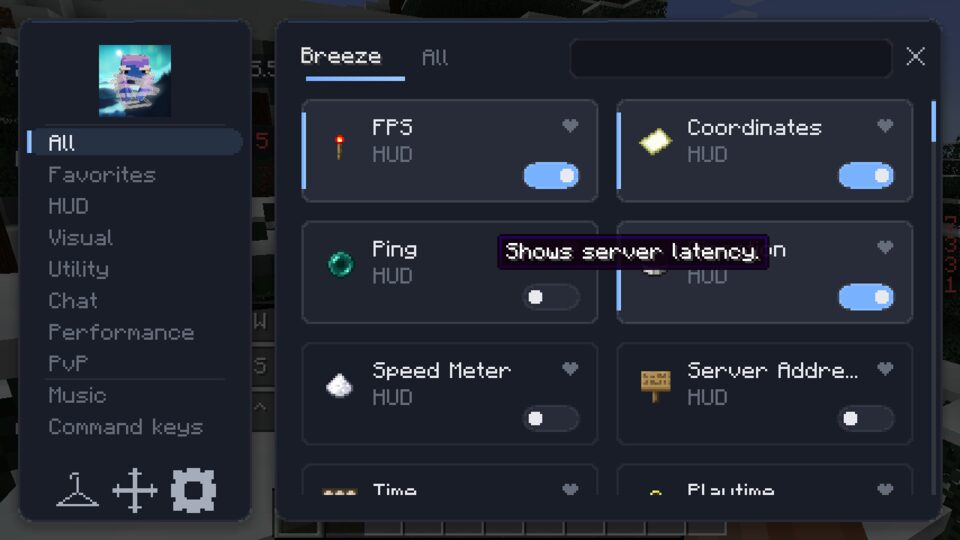 Breeze
All
All
Favorites
HUD
Visual
Utility
Chat
Performance
PvP
Music
Command keys
FPS
HUD
Coordinates
HUD
Ping
HUD
Shows server latency.
HUD
Speed Meter
HUD
Server Addre...
HUD
Time
Playtime
5
W
S